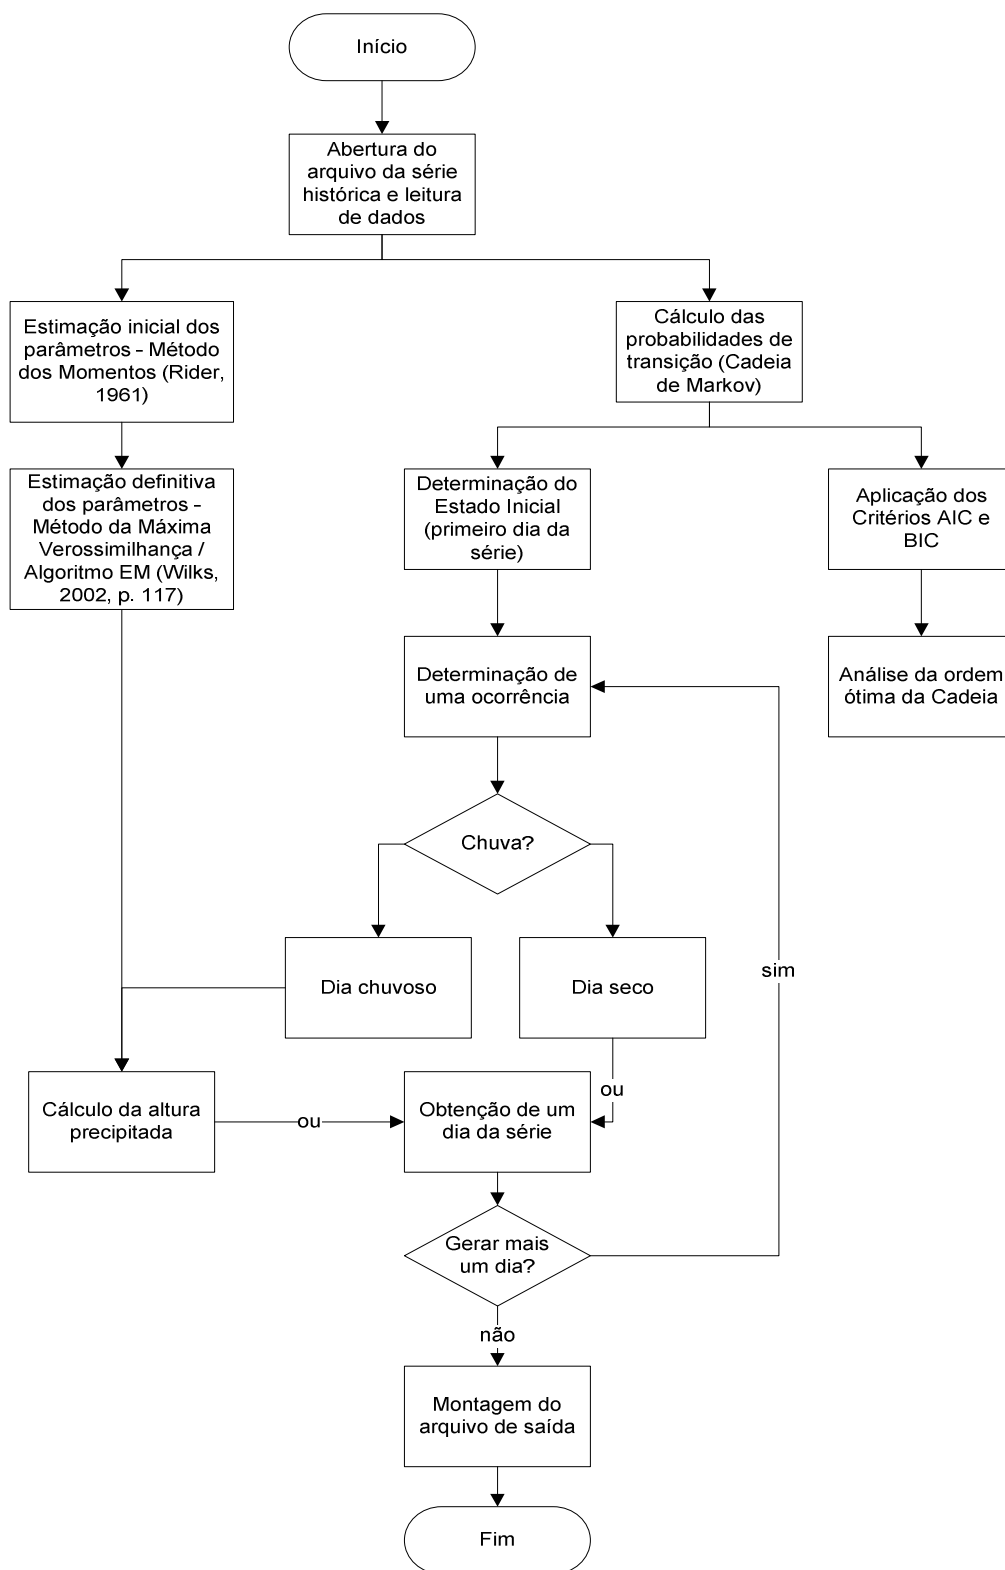 Início
Abertura do
arquivo da série
histórica e leitura
de dados
Estimação inicial dos
parâmetros - Método
dos Momentos (Rider,
1961)
Cálculo das
probabilidades de
transição (Cadeia
de Markov)
Estimação definitiva
dos parâmetros -
Método da Máxima
Verossimilhança /
Algoritmo EM (Wilks,
2002, p. 117)
Determinação do
Estado Inicial
(primeiro dia da
série)
Aplicação dos
Critérios AIC e
BIC
Determinação de
uma ocorrência
Análise da ordem
ótima da Cadeia
Chuva?
Dia chuvoso
Dia seco
sim
Cálculo da altura
precipitada
ou
Obtenção de um
dia da série
ou
Gerar mais
um dia?
não
Montagem do
arquivo de saída
Fim